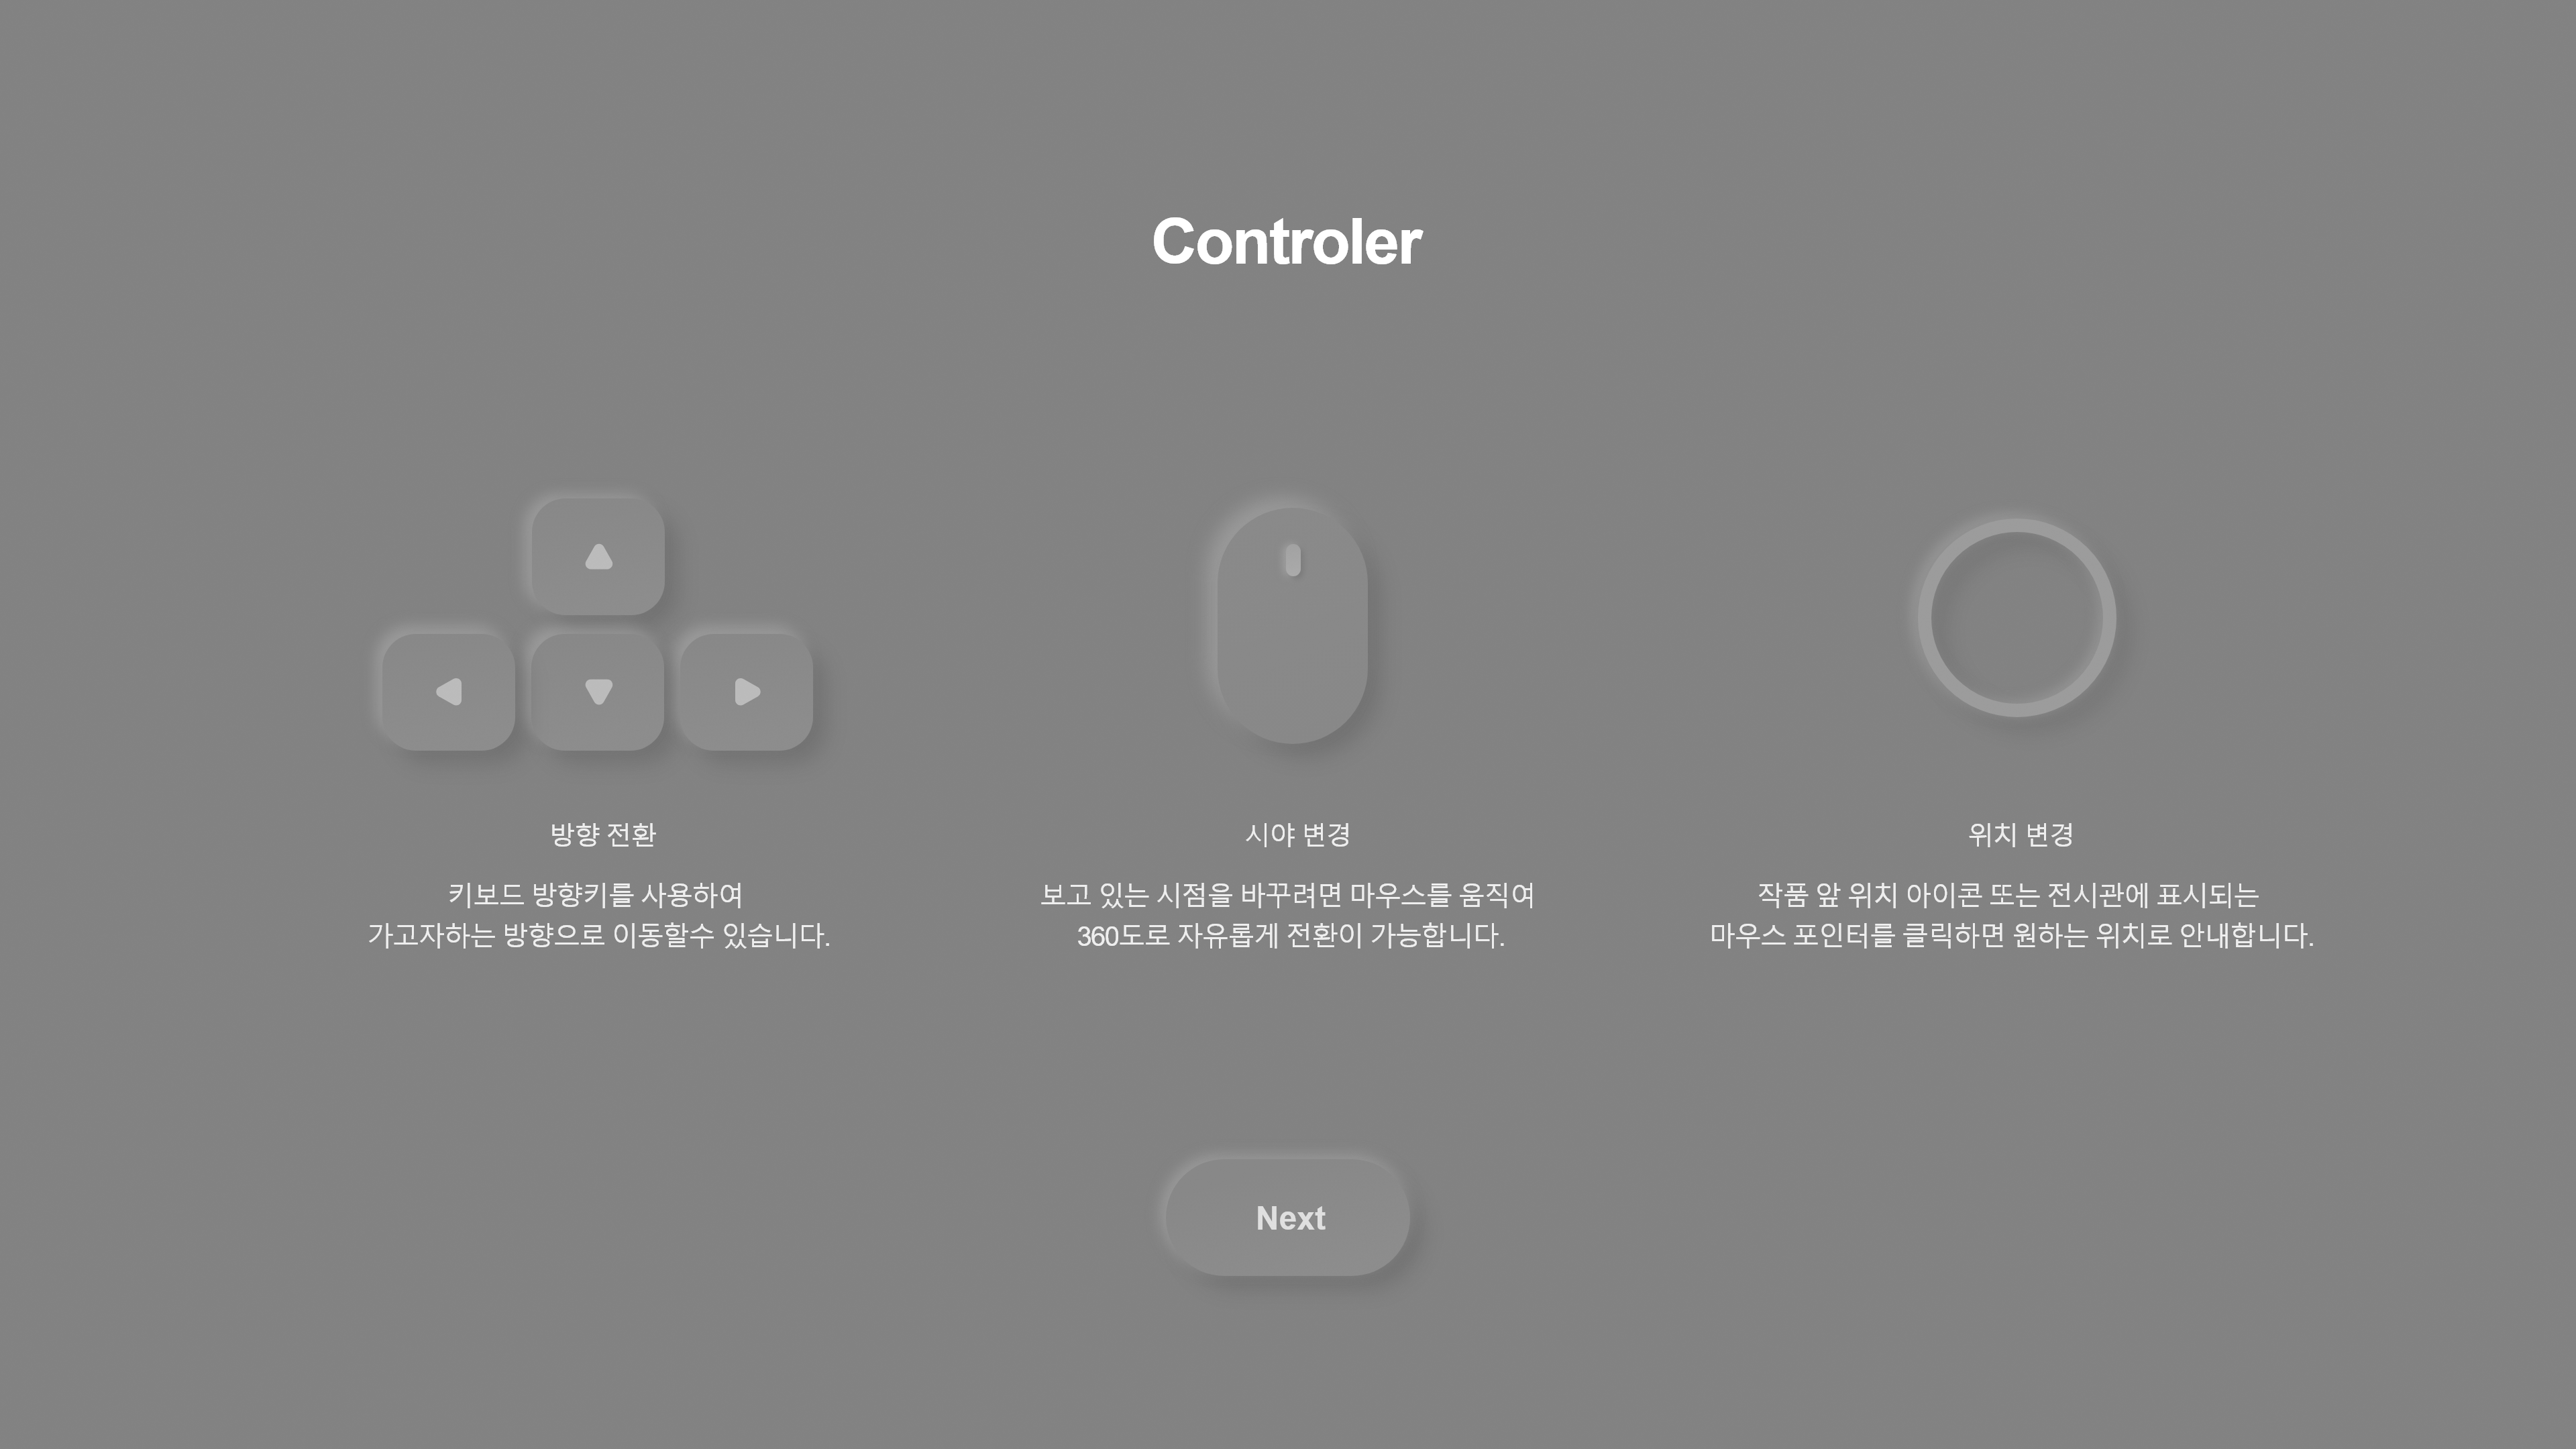 Controler
방향 전환
키보드 방향키를 사용하여
가고자하는 방향으로 이동할수 있습니다.
시야 변경
보고 있는 시점을 바꾸려면 마우스를 움직여
360도로 자유롭게 전환이 가능합니다.
위치 변경
작품 앞 위치 아이콘 또는 전시관에 표시되는
마우스 포인터를 클릭하면 원하는 위치로 안내합니다.
Next